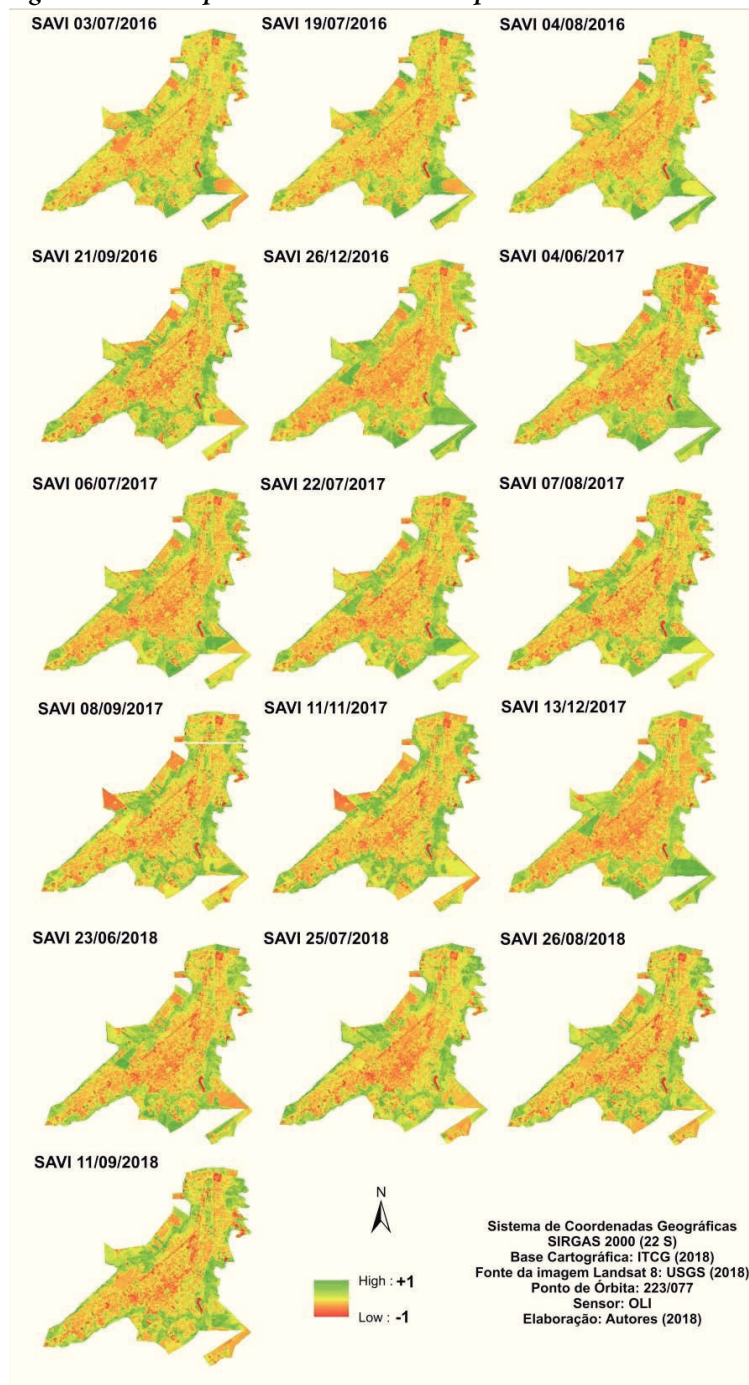 SAVI 03/07/2016
SAVI 19/07/2016
SAVI 04/08/2016
SAVI 21/09/2016
SAVI 26/12/2016
SAVI 04/06/2017
SAVI 06/07/2017
SAVI 22/07/2017
SAVI 07/08/2017
SAVI 08/09/2017
SAVI 11/11/2017
SAVI 13/12/2017
SAVI 23/06/2018
SAVI 25/07/2018
SAVI 26/08/2018
SAVI 11/09/2018
N
High : +1
Low : -1
Sistema de Coordenadas Geográficas
SIRGAS 2000 (22 S)
Base Cartográfica: ITCG (2018)
Fonte da imagem Landsat 8: USGS (2018)
Ponto de Órbita: 223/077
Sensor: OLI
Elaboração: Autores (2018)